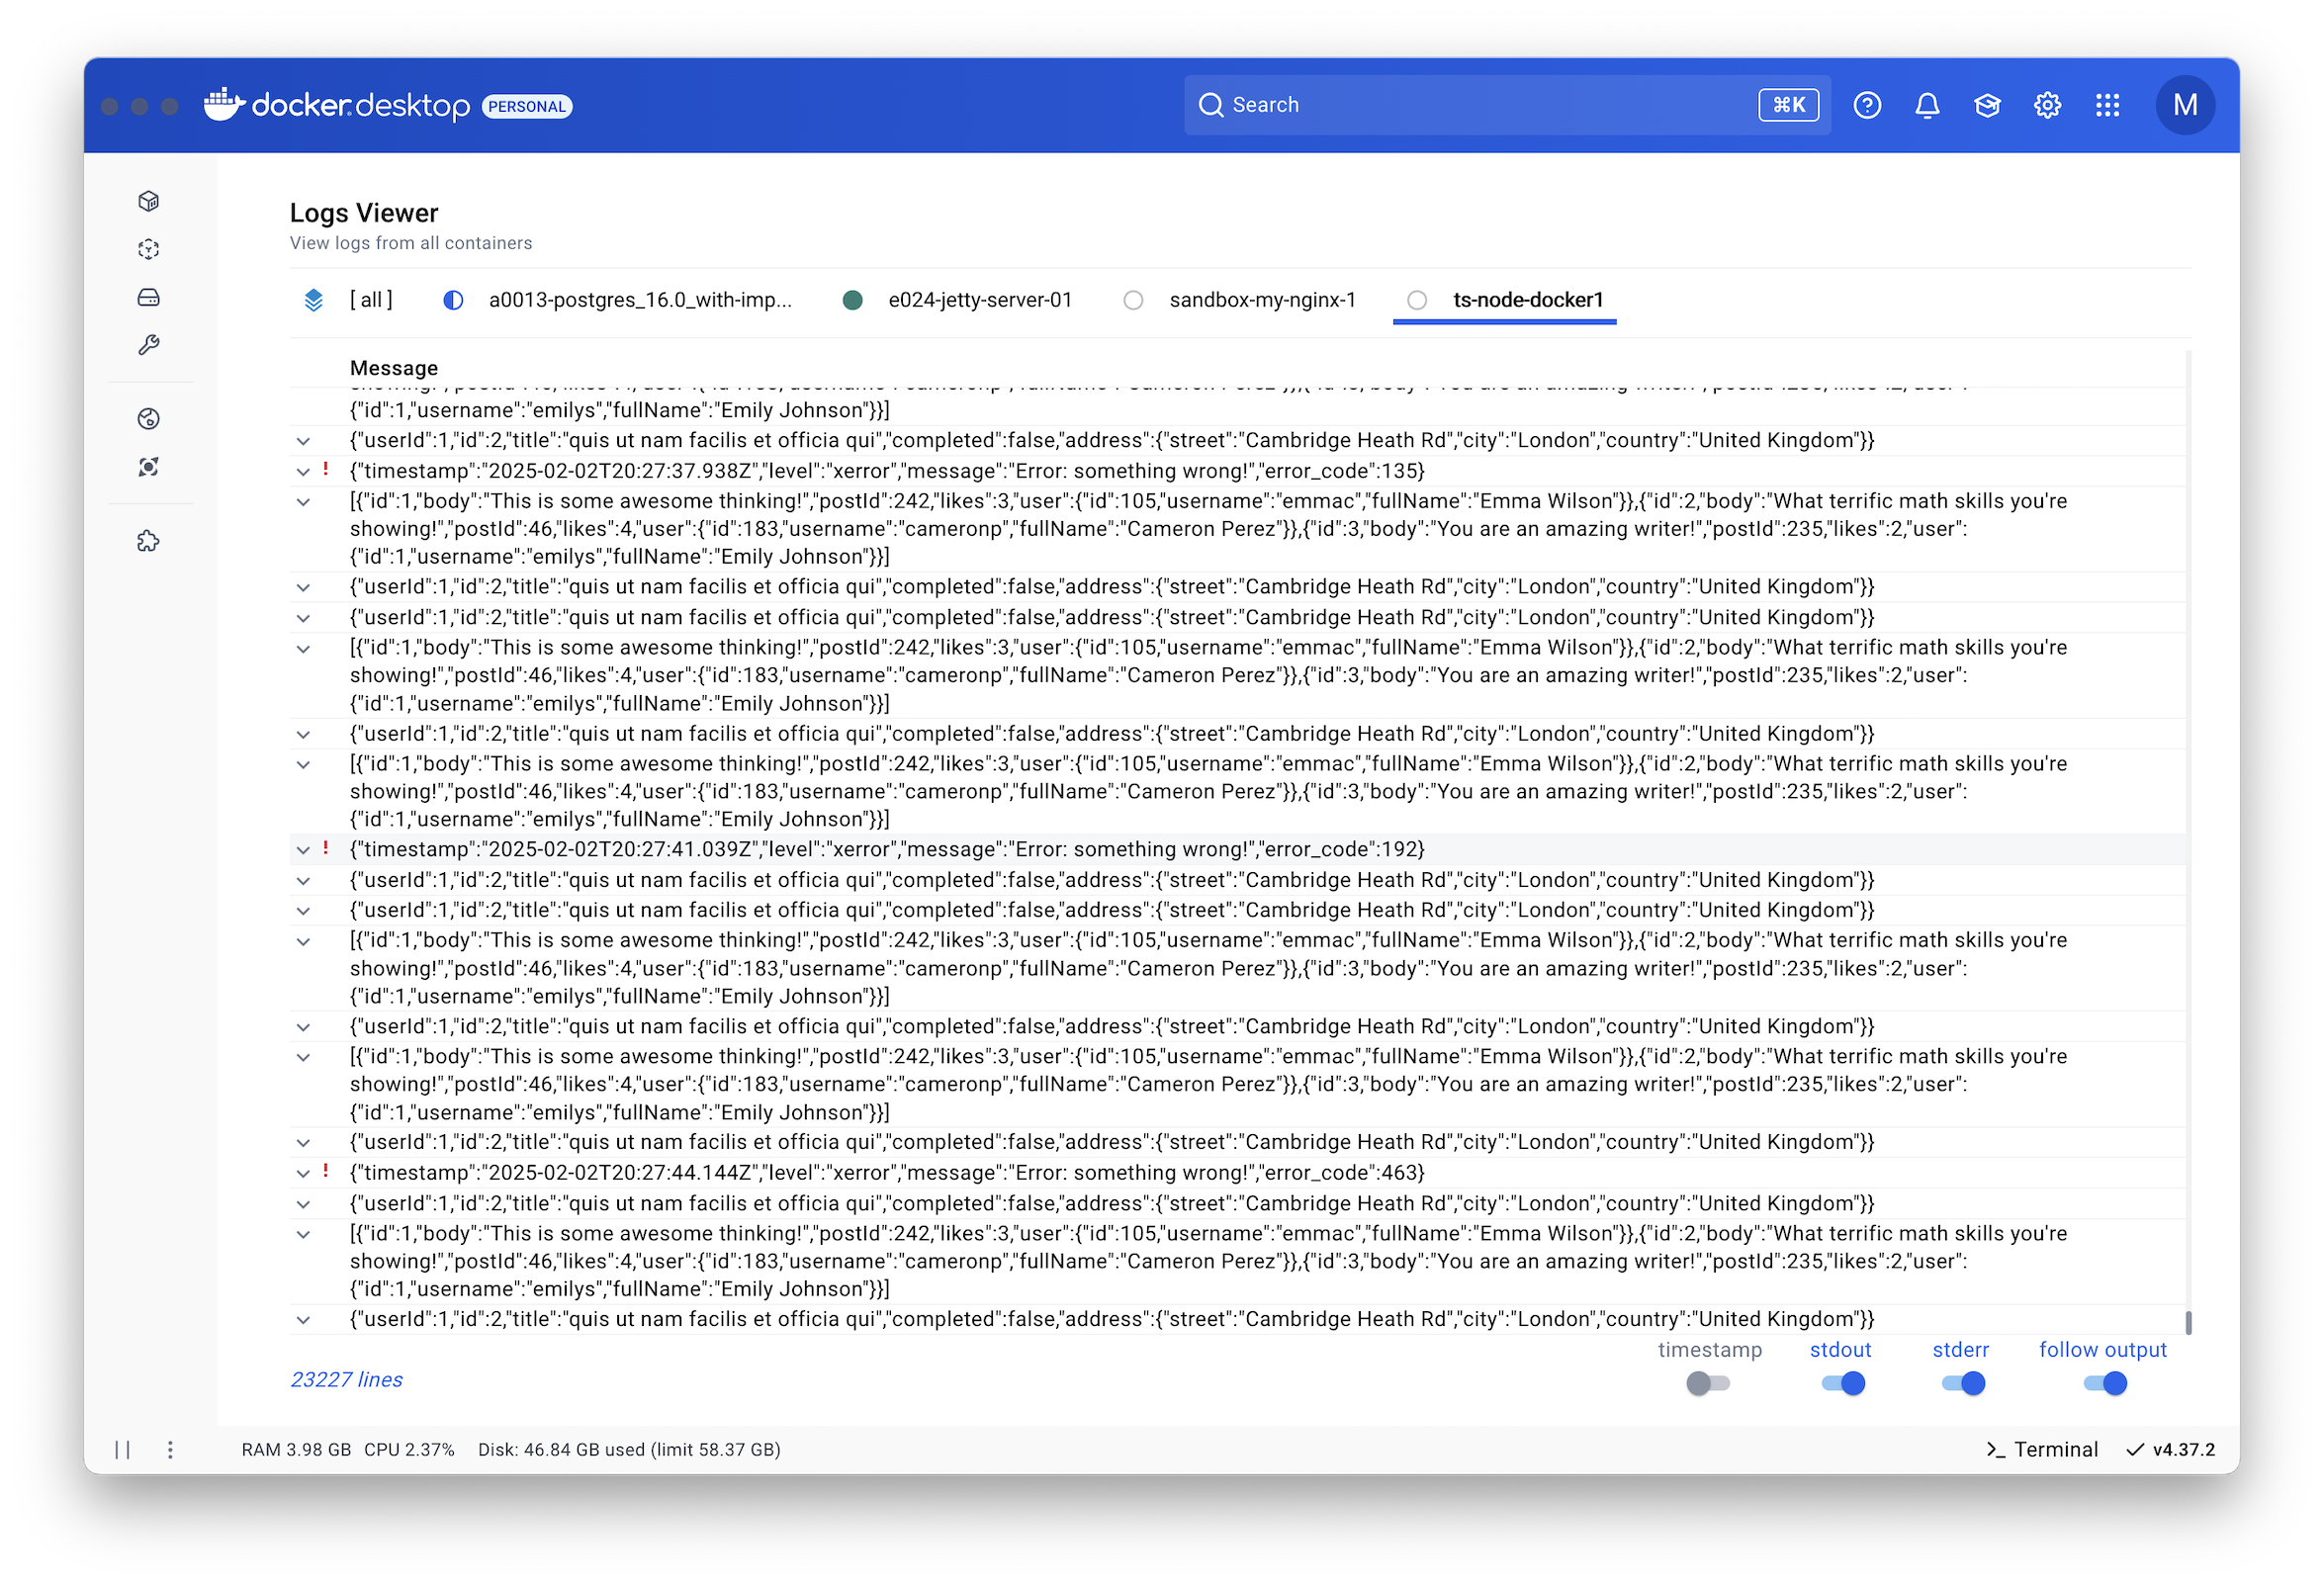 docker desktop PERSONAL
Search ⌘K
M
Logs Viewer
View logs from all containers
[ all ] a0013-postgres_16.0_with-imp... e024-jetty-server-01 sandbox-my-nginx-1 ts-node-docker1
Message
{"id":1,"username":"emilys","fullName":"Emily Johnson"}}]
{"userId":1,"id":2,"title":"quis ut nam facilis et officia qui","completed":false,"address":{"street":"Cambridge Heath Rd","city":"London","country":"United Kingdom"}}
! {"timestamp":"2025-02-02T20:27:37.938Z","level":"xerror","message":"Error: something wrong!","error_code":135}
[{"id":1,"body":"This is some awesome thinking!","postId":242,"likes":3,"user":{"id":105,"username":"emmac","fullName":"Emma Wilson"}},{"id":2,"body":"What terrific math skills you're
showing!","postId":46,"likes":4,"user":{"id":183,"username":"cameronp","fullName":"Cameron Perez"}},{"id":3,"body":"You are an amazing writer!","postId":235,"likes":2,"user":
{"id":1,"username":"emilys","fullName":"Emily Johnson"}}]
{"userId":1,"id":2,"title":"quis ut nam facilis et officia qui","completed":false,"address":{"street":"Cambridge Heath Rd","city":"London","country":"United Kingdom"}}
{"userId":1,"id":2,"title":"quis ut nam facilis et officia qui","completed":false,"address":{"street":"Cambridge Heath Rd","city":"London","country":"United Kingdom"}}
[{"id":1,"body":"This is some awesome thinking!","postId":242,"likes":3,"user":{"id":105,"username":"emmac","fullName":"Emma Wilson"}},{"id":2,"body":"What terrific math skills you're
showing!","postId":46,"likes":4,"user":{"id":183,"username":"cameronp","fullName":"Cameron Perez"}},{"id":3,"body":"You are an amazing writer!","postId":235,"likes":2,"user":
{"id":1,"username":"emilys","fullName":"Emily Johnson"}}]
{"userId":1,"id":2,"title":"quis ut nam facilis et officia qui","completed":false,"address":{"street":"Cambridge Heath Rd","city":"London","country":"United Kingdom"}}
[{"id":1,"body":"This is some awesome thinking!","postId":242,"likes":3,"user":{"id":105,"username":"emmac","fullName":"Emma Wilson"}},{"id":2,"body":"What terrific math skills you're
showing!","postId":46,"likes":4,"user":{"id":183,"username":"cameronp","fullName":"Cameron Perez"}},{"id":3,"body":"You are an amazing writer!","postId":235,"likes":2,"user":
{"id":1,"username":"emilys","fullName":"Emily Johnson"}}]
! {"timestamp":"2025-02-02T20:27:41.039Z","level":"xerror","message":"Error: something wrong!","error_code":192}
{"userId":1,"id":2,"title":"quis ut nam facilis et officia qui","completed":false,"address":{"street":"Cambridge Heath Rd","city":"London","country":"United Kingdom"}}
{"userId":1,"id":2,"title":"quis ut nam facilis et officia qui","completed":false,"address":{"street":"Cambridge Heath Rd","city":"London","country":"United Kingdom"}}
[{"id":1,"body":"This is some awesome thinking!","postId":242,"likes":3,"user":{"id":105,"username":"emmac","fullName":"Emma Wilson"}},{"id":2,"body":"What terrific math skills you're
showing!","postId":46,"likes":4,"user":{"id":183,"username":"cameronp","fullName":"Cameron Perez"}},{"id":3,"body":"You are an amazing writer!","postId":235,"likes":2,"user":
{"id":1,"username":"emilys","fullName":"Emily Johnson"}}]
{"userId":1,"id":2,"title":"quis ut nam facilis et officia qui","completed":false,"address":{"street":"Cambridge Heath Rd","city":"London","country":"United Kingdom"}}
[{"id":1,"body":"This is some awesome thinking!","postId":242,"likes":3,"user":{"id":105,"username":"emmac","fullName":"Emma Wilson"}},{"id":2,"body":"What terrific math skills you're
showing!","postId":46,"likes":4,"user":{"id":183,"username":"cameronp","fullName":"Cameron Perez"}},{"id":3,"body":"You are an amazing writer!","postId":235,"likes":2,"user":
{"id":1,"username":"emilys","fullName":"Emily Johnson"}}]
{"userId":1,"id":2,"title":"quis ut nam facilis et officia qui","completed":false,"address":{"street":"Cambridge Heath Rd","city":"London","country":"United Kingdom"}}
! {"timestamp":"2025-02-02T20:27:44.144Z","level":"xerror","message":"Error: something wrong!","error_code":463}
{"userId":1,"id":2,"title":"quis ut nam facilis et officia qui","completed":false,"address":{"street":"Cambridge Heath Rd","city":"London","country":"United Kingdom"}}
[{"id":1,"body":"This is some awesome thinking!","postId":242,"likes":3,"user":{"id":105,"username":"emmac","fullName":"Emma Wilson"}},{"id":2,"body":"What terrific math skills you're
showing!","postId":46,"likes":4,"user":{"id":183,"username":"cameronp","fullName":"Cameron Perez"}},{"id":3,"body":"You are an amazing writer!","postId":235,"likes":2,"user":
{"id":1,"username":"emilys","fullName":"Emily Johnson"}}]
{"userId":1,"id":2,"title":"quis ut nam facilis et officia qui","completed":false,"address":{"street":"Cambridge Heath Rd","city":"London","country":"United Kingdom"}}
timestamp stdout stderr follow output
23227 lines
RAM 3.98 GB CPU 2.37% Disk: 46.84 GB used (limit 58.37 GB) >_ Terminal v4.37.2